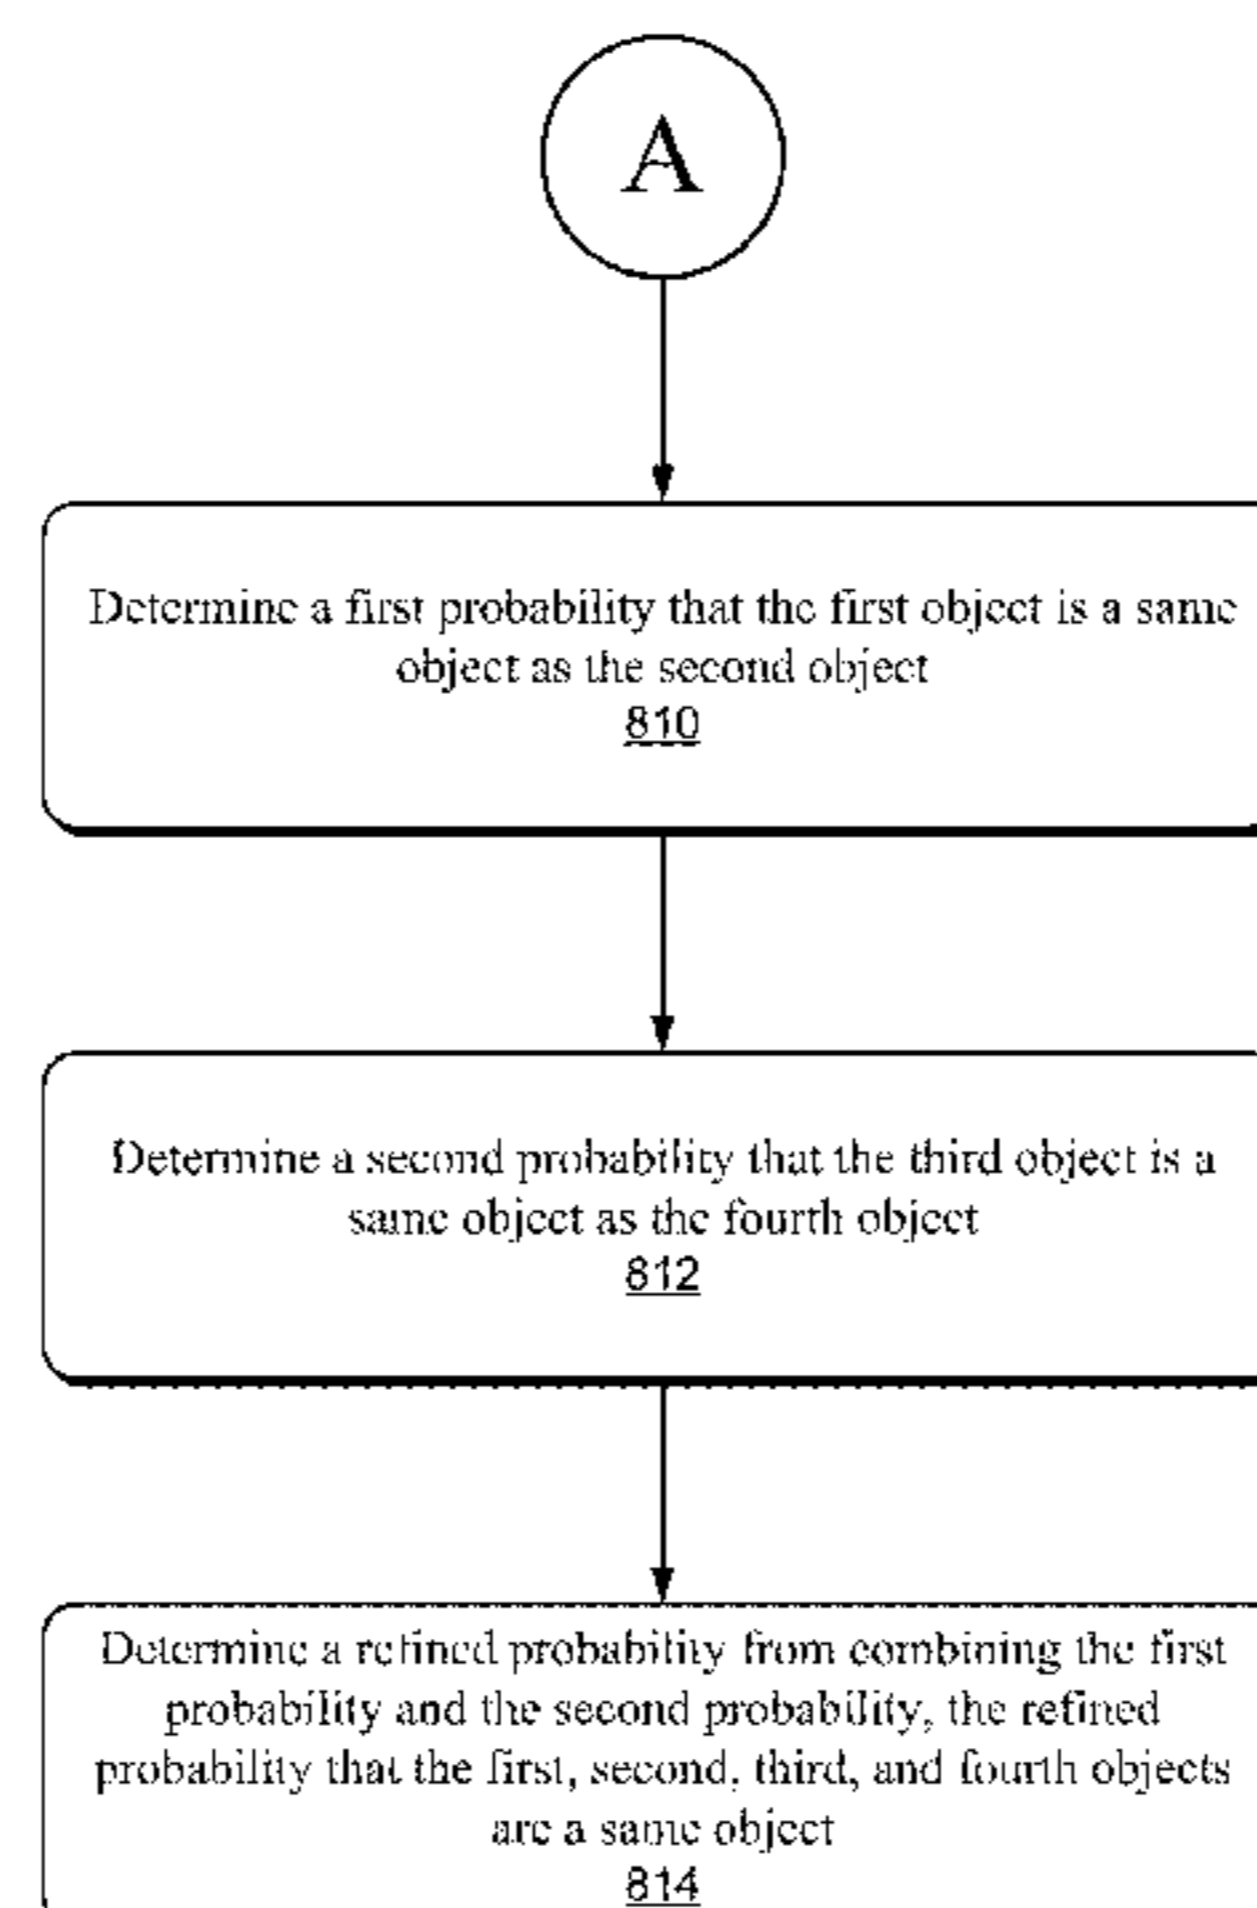 A
Determine a first probability that the first object is a same
object as the second object
810
Determine a second probability that the third object is a
same object as the fourth object
812
Determine a refined probability from combining the first
probability and the second probability, the refined
probability that the first, second, third, and fourth objects
are a same object
814